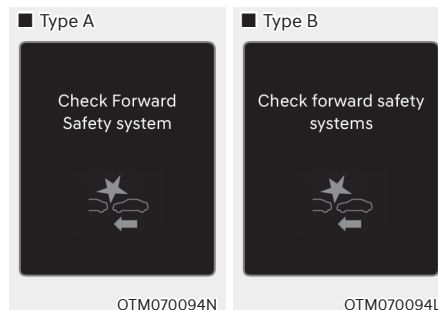 ■ Type A
Check Forward
Safety system
OTM070094N
■ Type B
Check forward safety
systems
OTM070094L